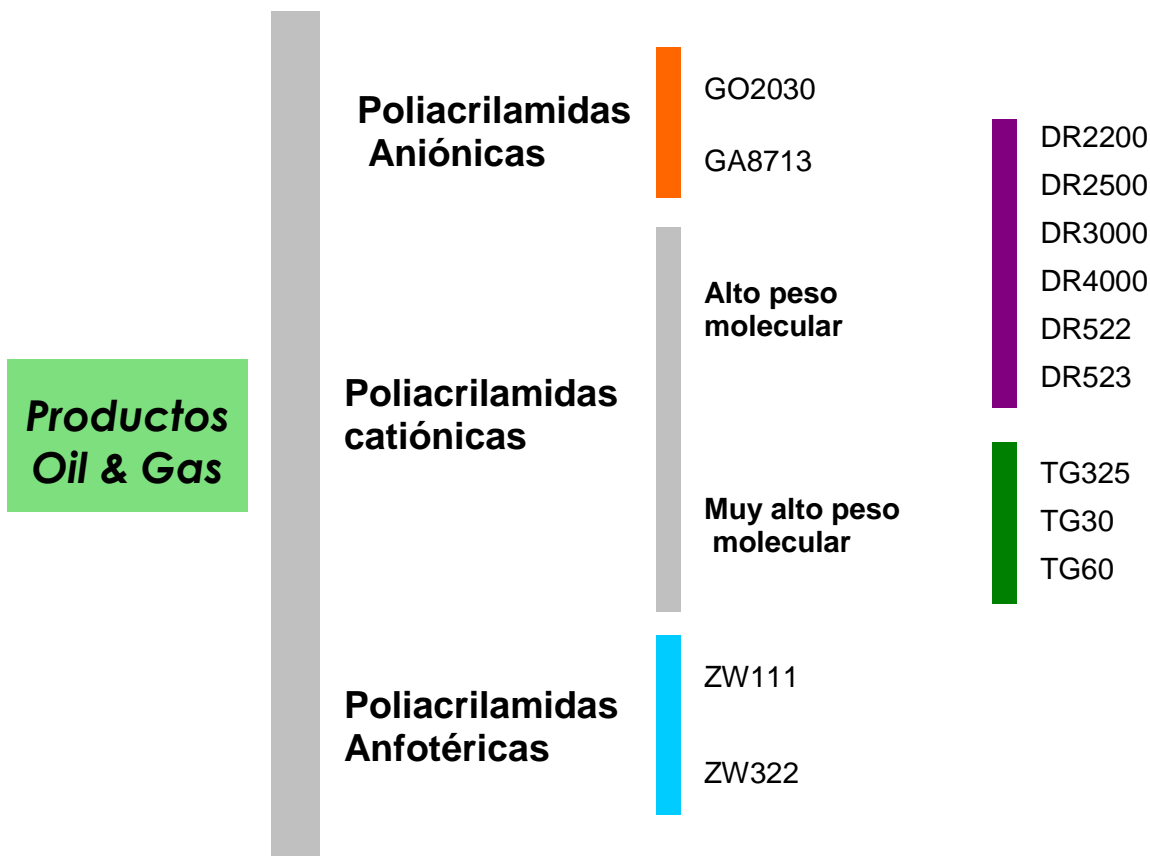 Productos
Oil & Gas
Poliacrilamidas
Aniónicas
GO2030
GA8713
Poliacrilamidas
catiónicas
Alto peso
molecular
DR2200
DR2500
DR3000
DR4000
DR522
DR523
Muy alto peso
molecular
TG325
TG30
TG60
Poliacrilamidas
Anfotéricas
ZW111
ZW322